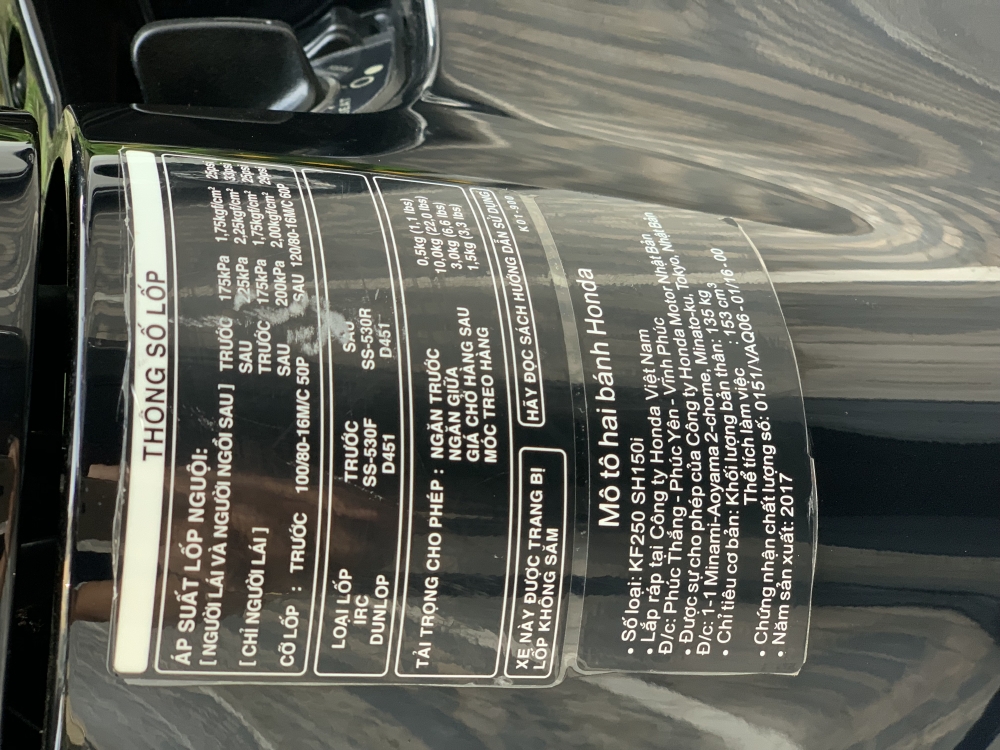 THÔNG SỐ LỐP
ÁP SUẤT LỐP NGUỘI:
[ NGƯỜI LÁI VÀ NGƯỜI NGỒI SAU ] TRƯỚC 175kPa 1,75kgf/cm² 25psi
SAU 225kPa 2,25kgf/cm² 33psi
[ CHỈ NGƯỜI LÁI ] TRƯỚC 175kPa 1,75kgf/cm² 25psi
SAU 200kPa 2,00kgf/cm² 29psi
CỠ LỐP : TRƯỚC 100/80-16M/C 50P SAU 120/80-16M/C 60P
LOẠI LỐP TRƯỚC SAU
IRC SS-530F SS-530R
DUNLOP D451 D451
TẢI TRỌNG CHO PHÉP : NGĂN TRƯỚC 0,5kg (1,1 lbs)
NGĂN GIỮA 10,0kg (22,0 lbs)
GIÁ CHỞ HÀNG SAU 3,0kg (6,6 lbs)
MÓC TREO HÀNG 1,5kg (3,3 lbs)
XE NÀY ĐƯỢC TRANG BỊ
LỐP KHÔNG SĂM
HÃY ĐỌC SÁCH HƯỚNG DẪN SỬ DỤNG
K01-900
Mô tô hai bánh Honda
• Số loại: KF250 SH150i
• Lắp ráp tại Công ty Honda Việt Nam
Đ/c: Phúc Thắng - Phúc Yên - Vĩnh Phúc
• Được sự cho phép của Công ty Honda Motor Nhật Bản
Đ/c: 1-1 Minami-Aoyama 2-chome, Minato-ku, Tokyo, Nhật Bản
• Chỉ tiêu cơ bản: Khối lượng bản thân: 135 kg
Thể tích làm việc : 153 cm³
• Chứng nhận chất lượng số: 0151/VAQ06-01/16-00
• Năm sản xuất: 2017